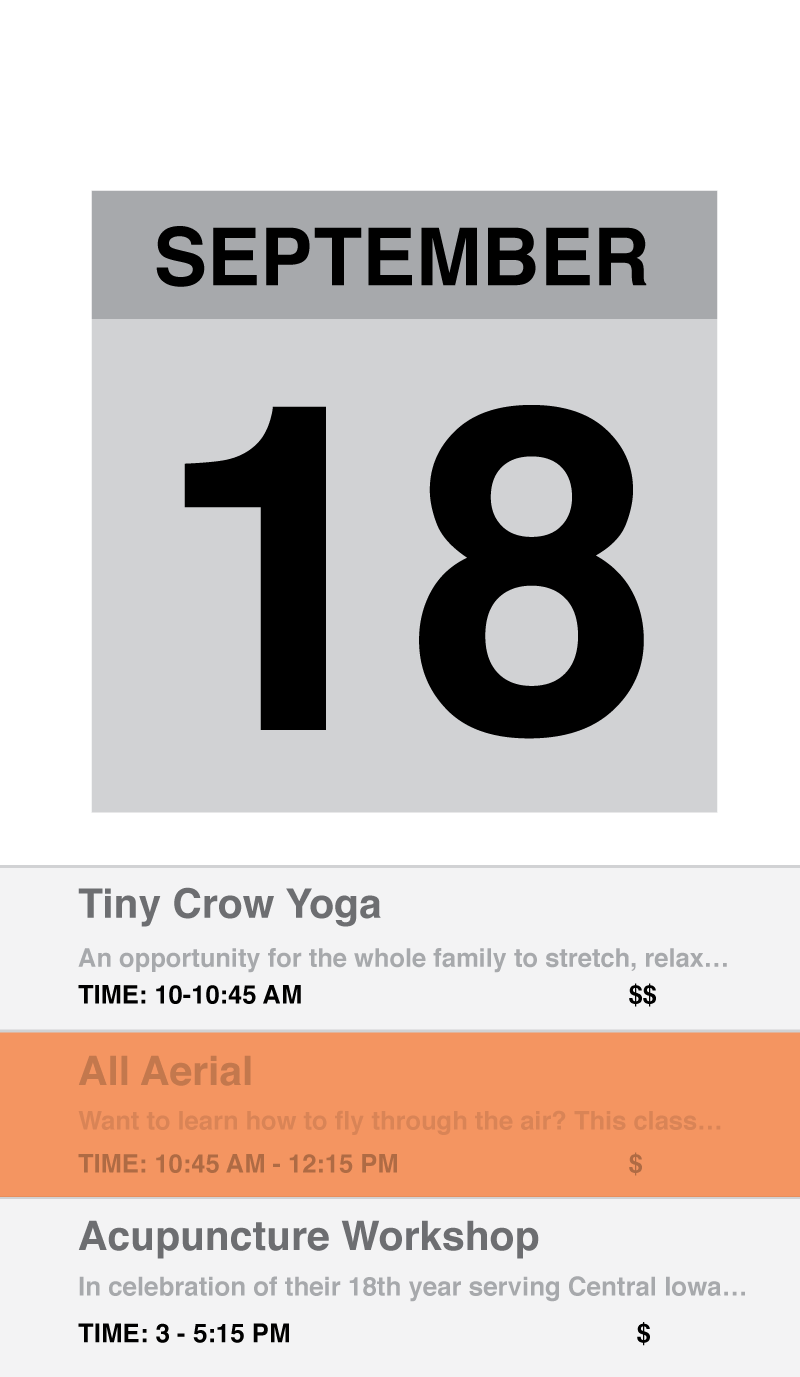 SEPTEMBER
18
Tiny Crow Yoga
An opportunity for the whole family to stretch, relax...
TIME: 10-10:45 AM $$
All Aerial
Want to learn how to fly through the air? This class...
TIME: 10:45 AM - 12:15 PM $
Acupuncture Workshop
In celebration of their 18th year serving Central Iowa...
TIME: 3 - 5:15 PM $